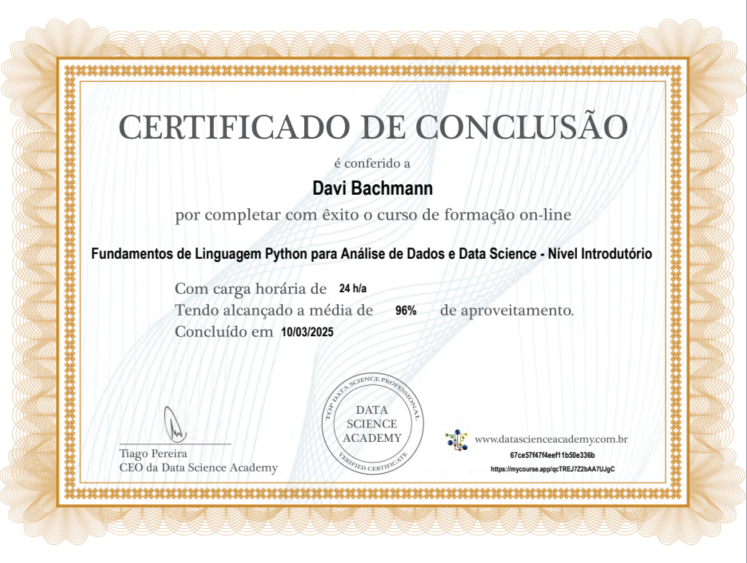 CERTIFICADO DE CONCLUSÃO
é conferido a
Davi Bachmann
por completar com êxito o curso de formação on-line
Fundamentos de Linguagem Python para Análise de Dados e Data Science - Nível Introdutório
Com carga horária de 24 h/a
Tendo alcançado a média de 96% de aproveitamento.
Concluído em 10/03/2025
TOP DATA SCIENCE PROFESSIONAL
DATA
SCIENCE
ACADEMY
VERIFIED CERTIFICATE
Tiago Pereira
CEO da Data Science Academy
www.datascienceacademy.com.br
67ce57f47f4eef11b50e336b
https://mycourse.app/qcTREJ7Z2bAA7UJgC